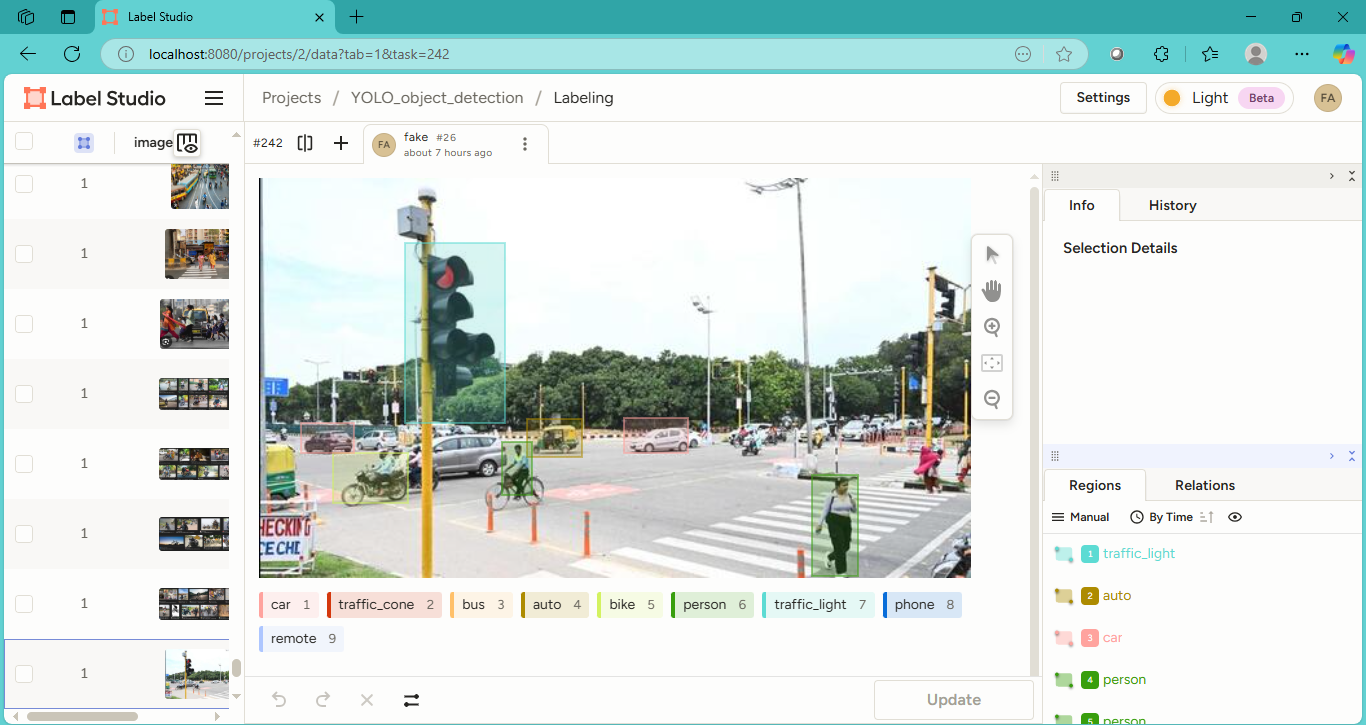 Label Studio
localhost:8080/projects/2/data?tab=1&task=242
Label Studio
Projects / YOLO_object_detection / Labeling
Settings
Light Beta
FA
image
#242
FA
fake #26
about 7 hours ago
1
1
1
1
1
1
1
1
HECKING
CE CH
Info
History
Selection Details
Regions
Relations
Manual
By Time
1 traffic_light
2 auto
3 car
4 person
5 person
car 1
traffic_cone 2
bus 3
auto 4
bike 5
person 6
traffic_light 7
phone 8
remote 9
Update